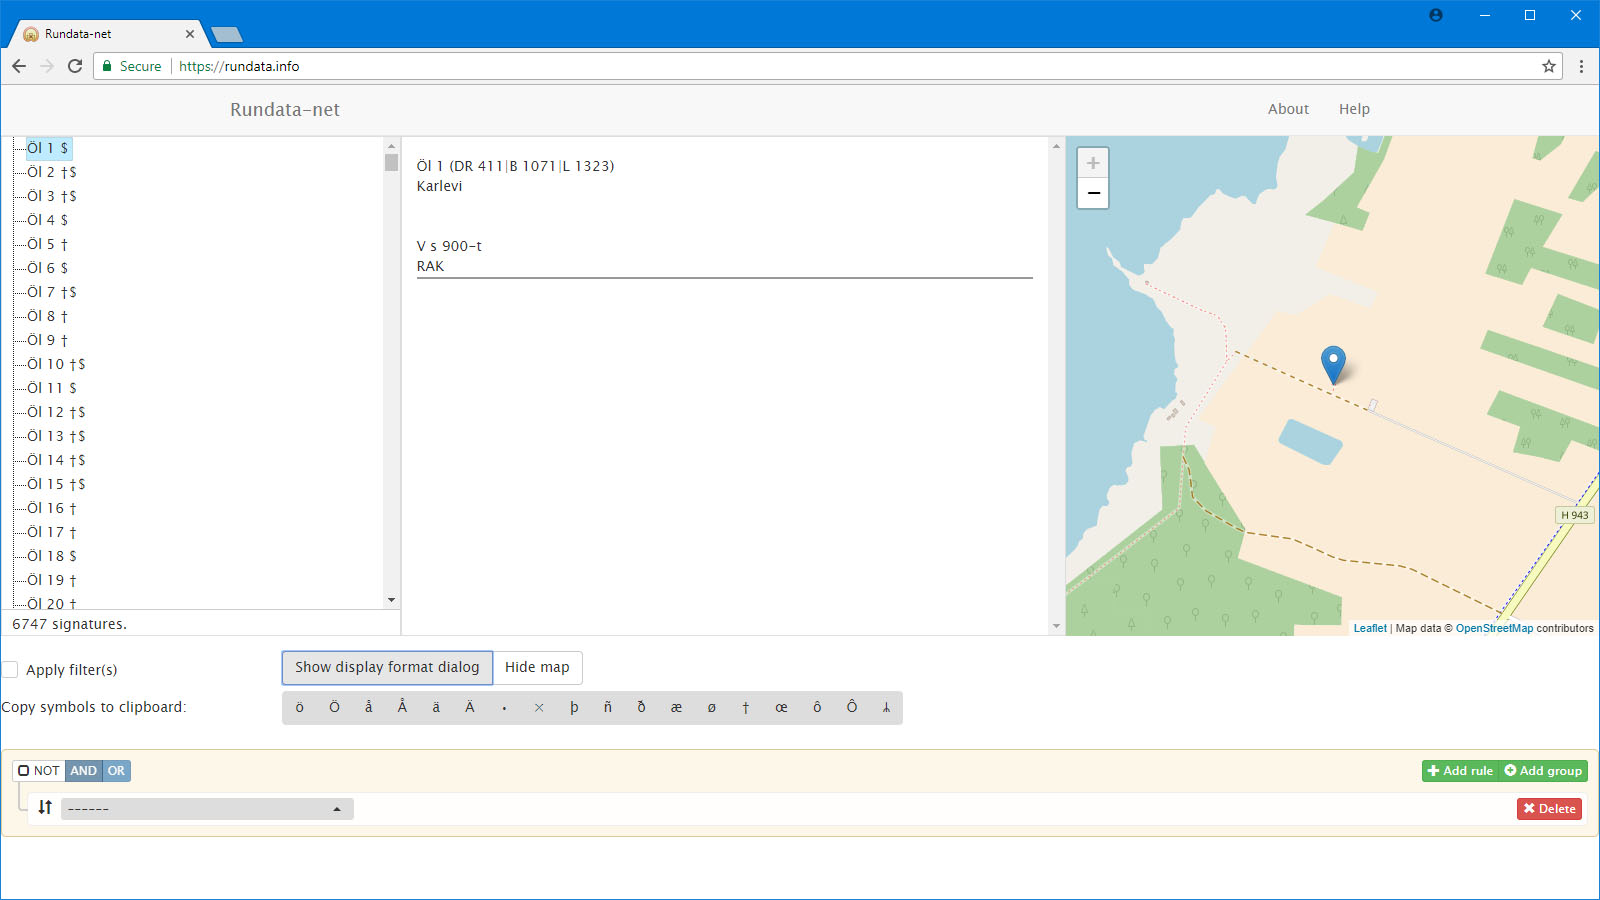 Rundata-net
Secure
https://rundata.info
Rundata-net
About
Help
Öl 1 $
Öl 2 †$
Öl 3 †$
Öl 4 $
Öl 5 †
Öl 6 $
Öl 7 †$
Öl 8 †
Öl 9 †
Öl 10 †$
Öl 11 $
Öl 12 †$
Öl 13 †$
Öl 14 †$
Öl 15 †$
Öl 16 †
Öl 17 †
Öl 18 $
Öl 19 †
Öl 20 †
6747 signatures.
Öl 1 (DR 411|B 1071|L 1323)
Karlevi
V s 900-t
RAK
+
−
H 943
Leaflet | Map data © OpenStreetMap contributors
Apply filter(s)
Show display format dialog
Hide map
Copy symbols to clipboard:
ö Ö å Å ä Ä · × þ ñ ð æ ø † œ ô Ô ᛦ
NOT AND OR
Add rule
Add group
------
Delete